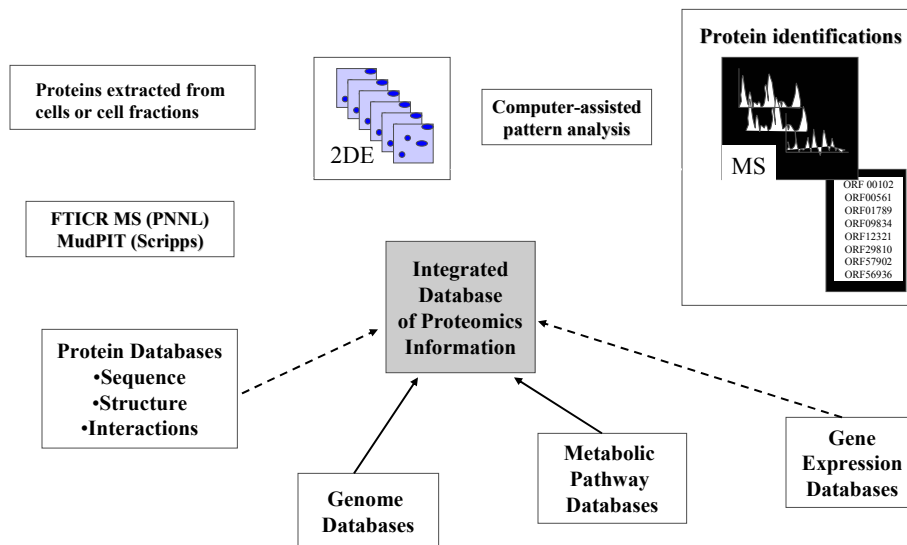 Protein identifications
Proteins extracted from
cells or cell fractions
2DE
Computer-assisted
pattern analysis
MS
ORF 00102
ORF00561
ORF01789
ORF09834
ORF12321
ORF29810
ORF57902
ORF56936
FTICR MS (PNNL)
MudPIT (Scripps)
Integrated
Database
of Proteomics
Information
Protein Databases
•Sequence
•Structure
•Interactions
Genome
Databases
Metabolic
Pathway
Databases
Gene
Expression
Databases